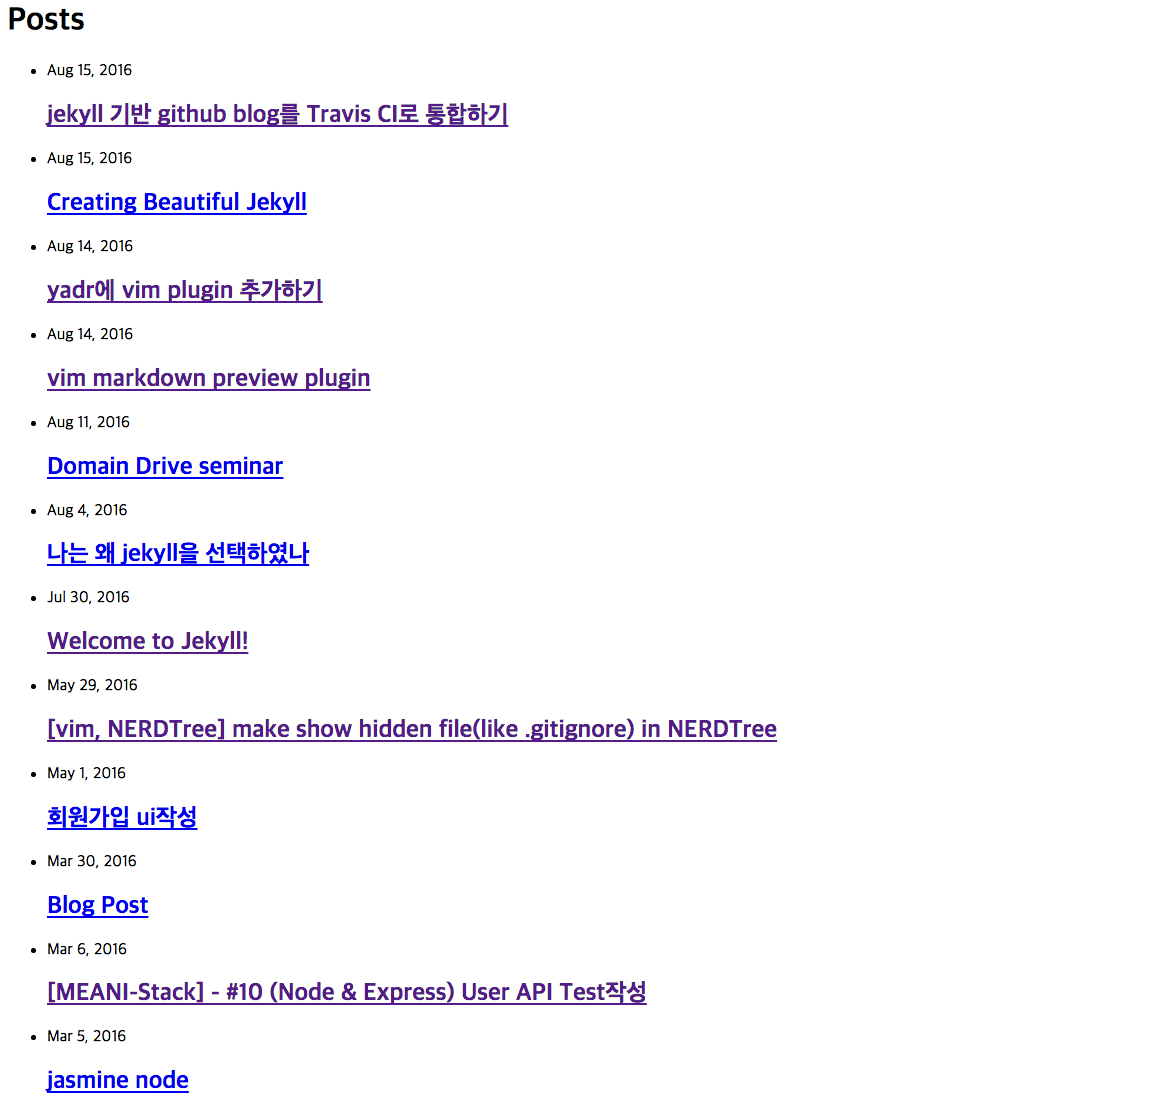 Posts
Aug 15, 2016
jekyll 기반 github blog를 Travis CI로 통합하기
Aug 15, 2016
Creating Beautiful Jekyll
Aug 14, 2016
yadr에 vim plugin 추가하기
Aug 14, 2016
vim markdown preview plugin
Aug 11, 2016
Domain Drive seminar
Aug 4, 2016
나는 왜 jekyll을 선택하였나
Jul 30, 2016
Welcome to Jekyll!
May 29, 2016
[vim, NERDTree] make show hidden file(like .gitignore) in NERDTree
May 1, 2016
회원가입 ui작성
Mar 30, 2016
Blog Post
Mar 6, 2016
[MEANI-Stack] - #10 (Node & Express) User API Test작성
Mar 5, 2016
jasmine node